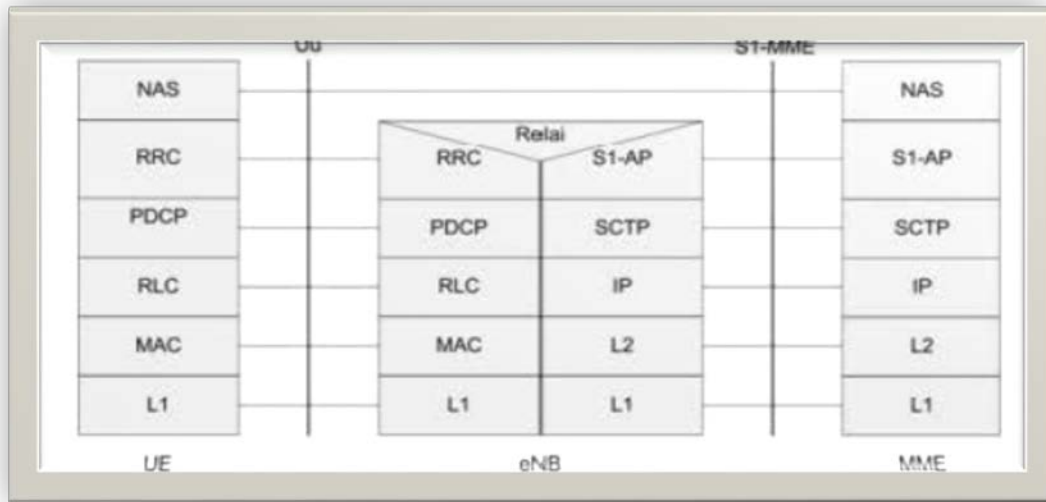 S1-MME
NAS NAS
Relai
RRC RRC S1-AP S1-AP
PDCP PDCP SCTP SCTP
RLC RLC IP IP
MAC MAC L2 L2
L1 L1 L1 L1
UE eNB MME